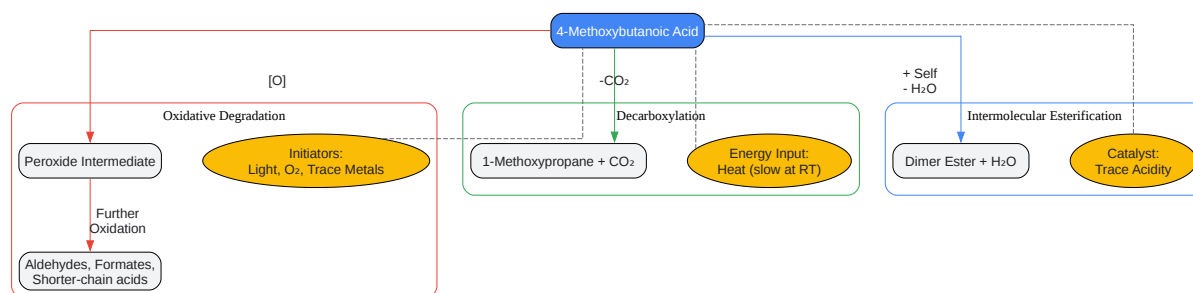 4-Methoxybutanoic Acid
[O]
-CO₂
+ Self
- H₂O
Oxidative Degradation
Decarboxylation
Intermolecular Esterification
Peroxide Intermediate
Initiators:
Light, O₂, Trace Metals
1-Methoxypropane + CO₂
Energy Input:
Heat (slow at RT)
Dimer Ester + H₂O
Catalyst:
Trace Acidity
Further
Oxidation
Aldehydes, Formates,
Shorter-chain acids